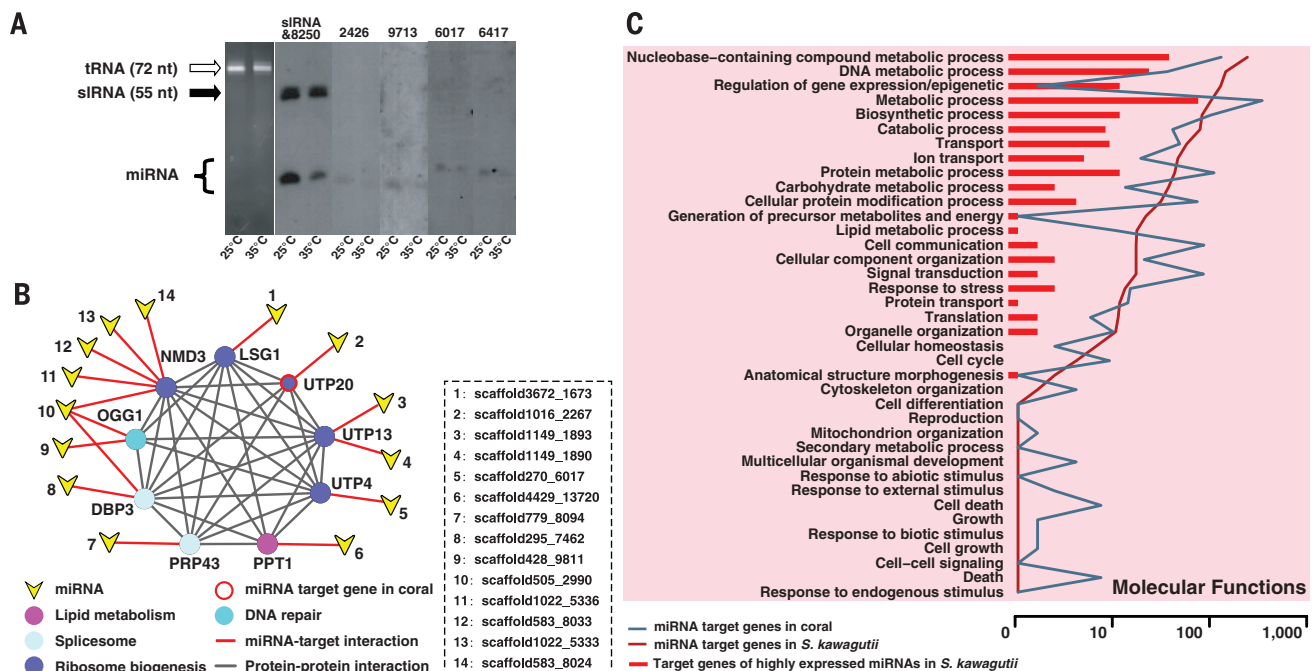 A
slRNA
&8250
2426
9713
6017
6417
tRNA (72 nt)
slRNA (55 nt)
miRNA
25°C
35°C
25°C
35°C
25°C
35°C
25°C
35°C
25°C
35°C
25°C
35°C
B
14
1
13
12
NMD3
LSG1
2
11
UTP20
10
OGG1
3
UTP13
9
4
UTP4
8
DBP3
5
7
PRP43
PPT1
6
miRNA
miRNA target gene in coral
Lipid metabolism
DNA repair
Splicesome
miRNA-target interaction
Ribosome biogenesis
Protein-protein interaction
1: scaffold3672_1673
2: scaffold1016_2267
3: scaffold1149_1893
4: scaffold1149_1890
5: scaffold270_6017
6: scaffold4429_13720
7: scaffold779_8094
8: scaffold295_7462
9: scaffold428_9811
10: scaffold505_2990
11: scaffold1022_5336
12: scaffold583_8033
13: scaffold1022_5333
14: scaffold583_8024
C
Nucleobase-containing compound metabolic process
DNA metabolic process
Regulation of gene expression/epigenetic
Metabolic process
Biosynthetic process
Catabolic process
Transport
Ion transport
Protein metabolic process
Carbohydrate metabolic process
Cellular protein modification process
Generation of precursor metabolites and energy
Lipid metabolic process
Cell communication
Cellular component organization
Signal transduction
Response to stress
Protein transport
Translation
Organelle organization
Cellular homeostasis
Cell cycle
Anatomical structure morphogenesis
Cytoskeleton organization
Cell differentiation
Reproduction
Mitochondrion organization
Secondary metabolic process
Multicellular organismal development
Response to abiotic stimulus
Response to external stimulus
Cell death
Growth
Response to biotic stimulus
Cell growth
Cell-cell signaling
Death
Response to endogenous stimulus
Molecular Functions
0 10 100 1,000
miRNA target genes in coral
miRNA target genes in S. kawagutii
Target genes of highly expressed miRNAs in S. kawagutii